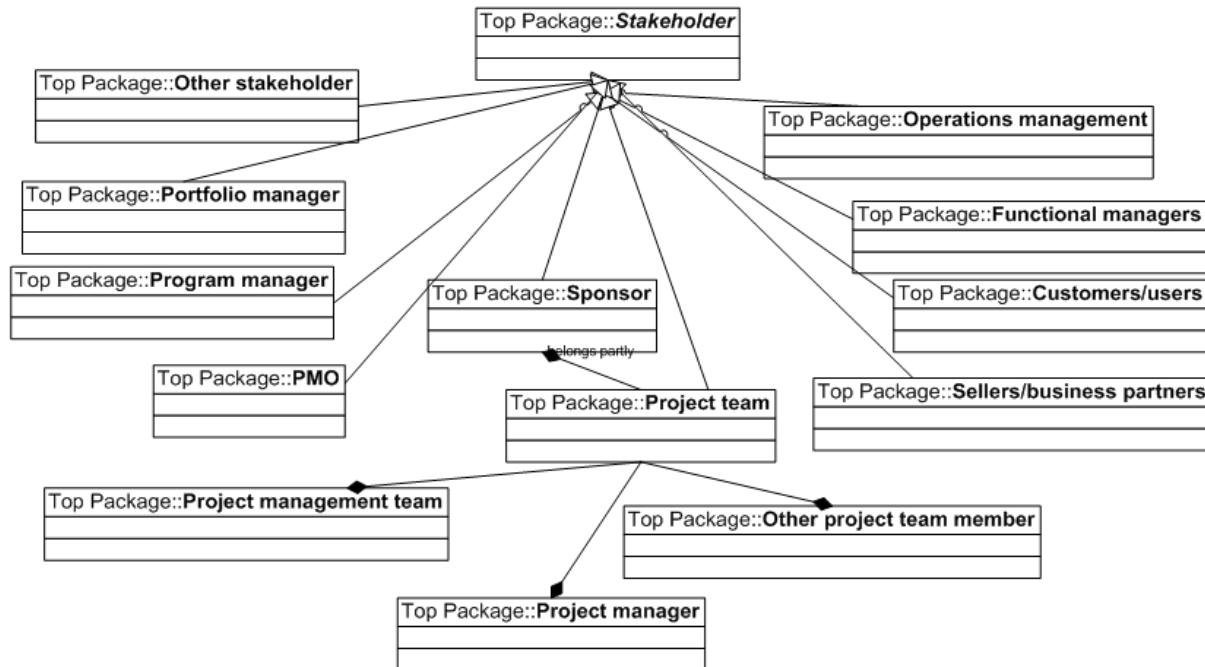 Top Package::Stakeholder
Top Package::Other stakeholder
Top Package::Operations management
Top Package::Portfolio manager
Top Package::Functional managers
Top Package::Program manager
Top Package::Sponsor
Top Package::Customers/users
belongs partly
Top Package::PMO
Top Package::Project team
Top Package::Sellers/business partners
Top Package::Project management team
Top Package::Other project team member
Top Package::Project manager